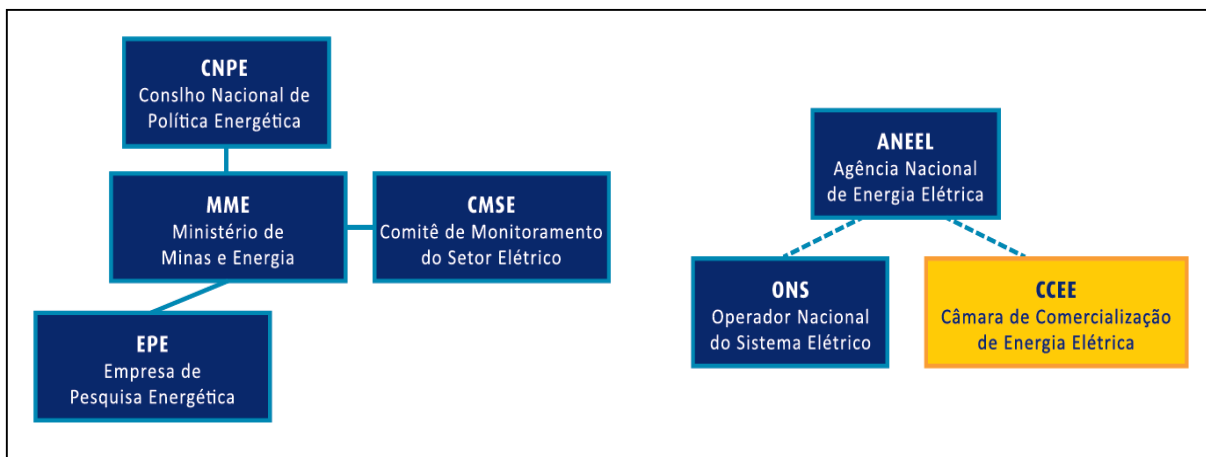 CNPE
Conslho Nacional de
Política Energética
MME
Ministério de
Minas e Energia
CMSE
Comitê de Monitoramento
do Setor Elétrico
EPE
Empresa de
Pesquisa Energética
ANEEL
Agência Nacional
de Energia Elétrica
ONS
Operador Nacional
do Sistema Elétrico
CCEE
Câmara de Comercialização
de Energia Elétrica